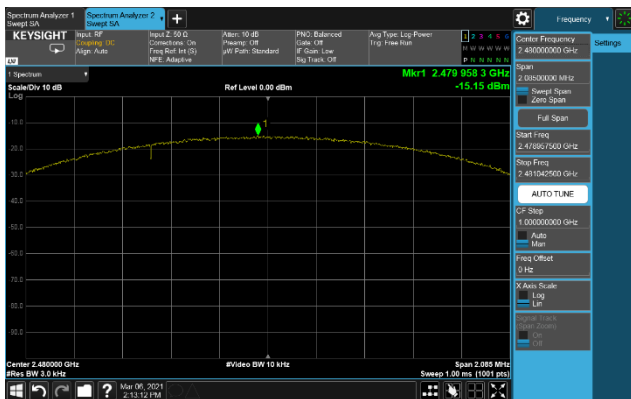 Spectrum Analyzer 1
Swept SA
Spectrum Analyzer 2
Swept SA
+
Frequency
KEYSIGHT
Input: RF
Coupling: DC
Align: Auto
Input Z: 50 Ω
Corrections: On
Freq Ref: Int (S)
NFE: Adaptive
Atten: 10 dB
Preamp: Off
µW Path: Standard
PNO: Balanced
Gate: Off
IF Gain: Low
Sig Track: Off
Avg Type: Log-Power
Trig: Free Run
1 2 3 4 5 6
M W W W W W
P N N N N N
LXI
1 Spectrum
Scale/Div 10 dB
Log
Ref Level 0.00 dBm
Mkr1 2.479 958 3 GHz
-15.15 dBm
1
-10.0
-20.0
-30.0
-40.0
-50.0
-60.0
-70.0
-80.0
-90.0
Center 2.480000 GHz
#Res BW 3.0 kHz
#Video BW 10 kHz
Span 2.085 MHz
Sweep 1.00 ms (1001 pts)
Center Frequency
2.480000000 GHz
Settings
Span
2.08500000 MHz
Swept Span
Zero Span
Full Span
Start Freq
2.478957500 GHz
Stop Freq
2.481042500 GHz
AUTO TUNE
CF Step
1.000000000 GHz
Auto
Man
Freq Offset
0 Hz
X Axis Scale
Log
Lin
Signal Track
(Span Zoom)
On
Off
?
Mar 06, 2021
2:13:12 PM